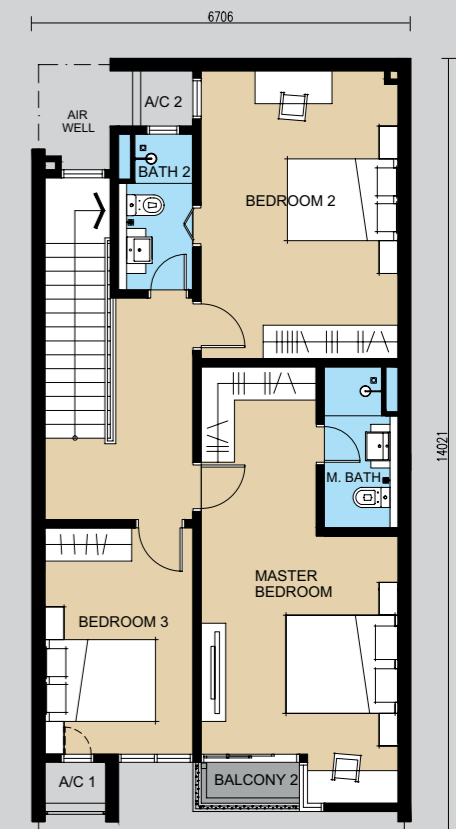 6706
A/C 2
AIR
WELL
BATH 2
BEDROOM 2
14021
M. BATH
MASTER
BEDROOM
BEDROOM 3
A/C 1
BALCONY 2